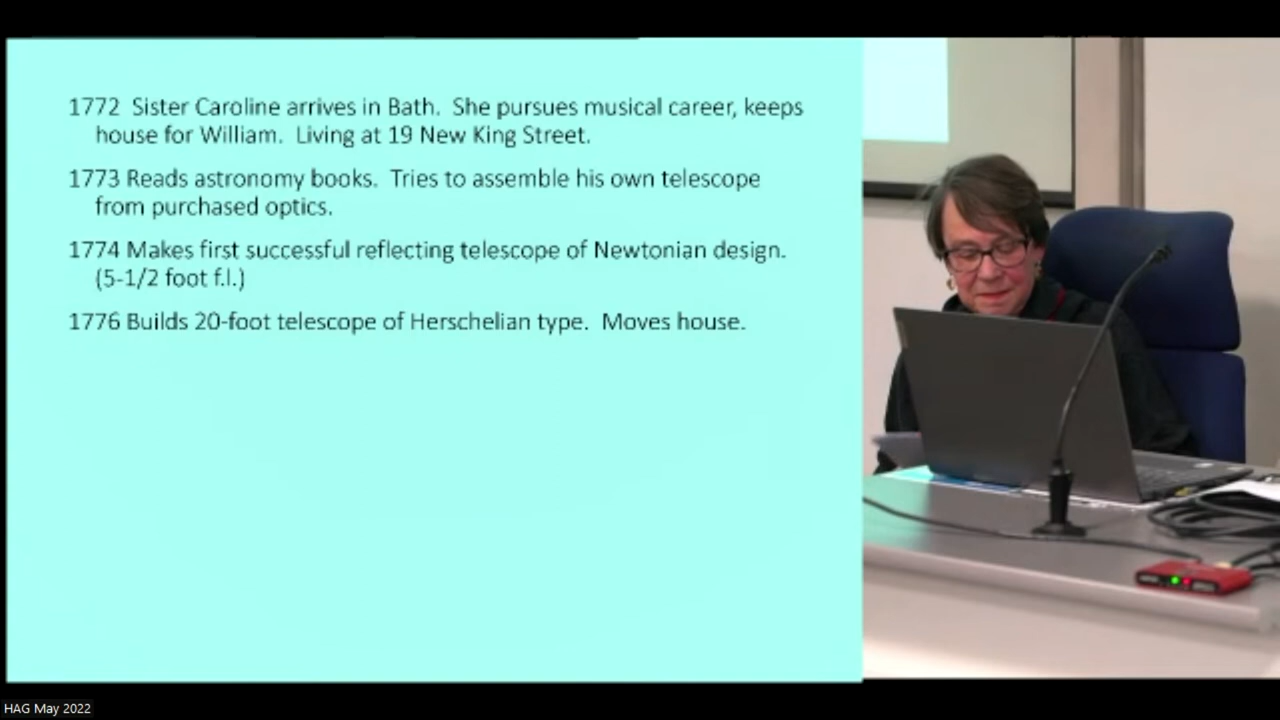 1772 Sister Caroline arrives in Bath. She pursues musical career, keeps
house for William. Living at 19 New King Street.
1773 Reads astronomy books. Tries to assemble his own telescope
from purchased optics.
1774 Makes first successful reflecting telescope of Newtonian design.
(5-1/2 foot f.l.)
1776 Builds 20-foot telescope of Herschelian type. Moves house.
HAG May 2022